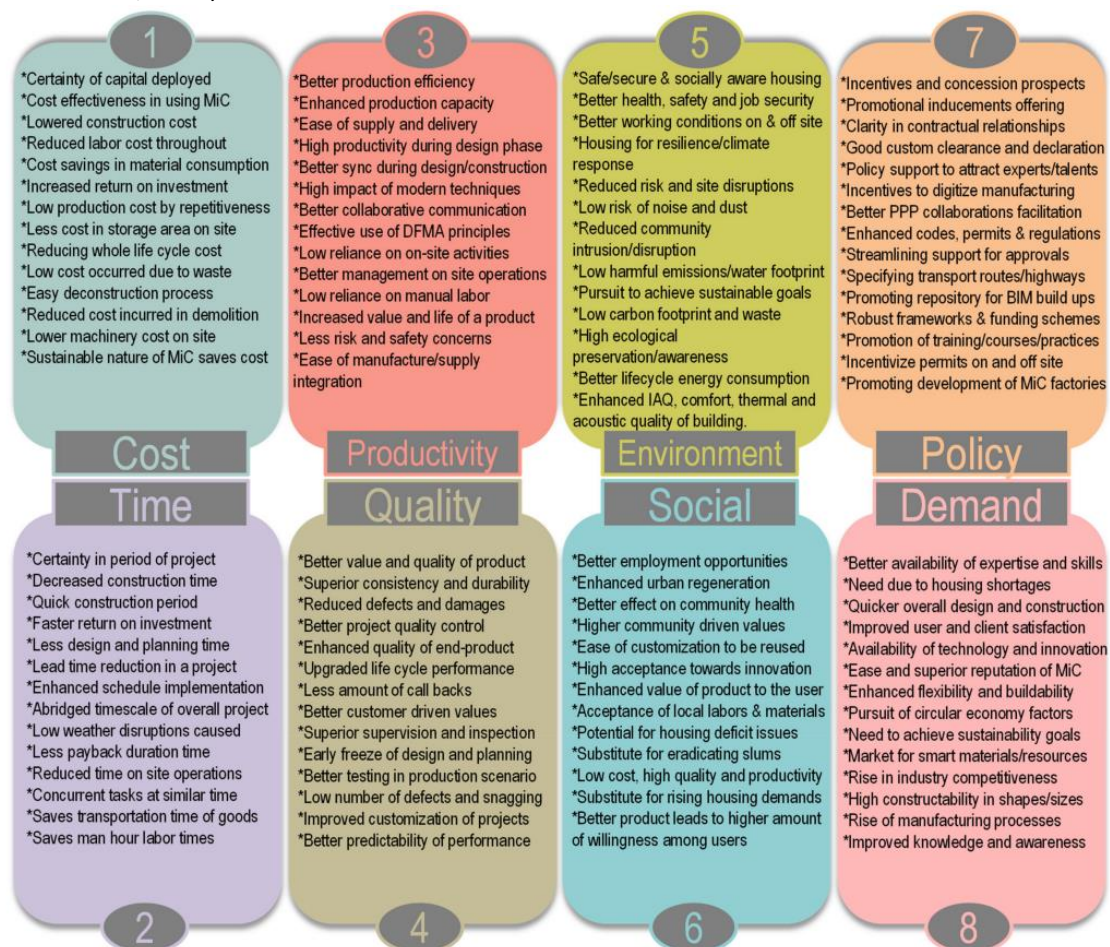 1
*Certainty of capital deployed
*Cost effectiveness in using MiC
*Lowered construction cost
*Reduced labor cost throughout
*Cost savings in material consumption
*Increased return on investment
*Low production cost by repetitiveness
*Less cost in storage area on site
*Reducing whole life cycle cost
*Low cost occurred due to waste
*Easy deconstruction process
*Reduced cost incurred in demolition
*Lower machinery cost on site
*Sustainable nature of MiC saves cost
Cost
3
*Better production efficiency
*Enhanced production capacity
*Ease of supply and delivery
*High productivity during design phase
*Better sync during design/construction
*High impact of modern techniques
*Better collaborative communication
*Effective use of DFMA principles
*Low reliance on on-site activities
*Better management on site operations
*Low reliance on manual labor
*Increased value and life of a product
*Less risk and safety concerns
*Ease of manufacture/supply
integration
Productivity
5
*Safe/secure & socially aware housing
*Better health, safety and job security
*Better working conditions on & off site
*Housing for resilience/climate
response
*Reduced risk and site disruptions
*Low risk of noise and dust
*Reduced community
intrusion/disruption
*Low harmful emissions/water footprint
*Pursuit to achieve sustainable goals
*Low carbon footprint and waste
*High ecological
preservation/awareness
*Better lifecycle energy consumption
*Enhanced IAQ, comfort, thermal and
acoustic quality of building.
Environment
7
*Incentives and concession prospects
*Promotional inducements offering
*Clarity in contractual relationships
*Good custom clearance and declaration
*Policy support to attract experts/talents
*Incentives to digitize manufacturing
*Better PPP collaborations facilitation
*Enhanced codes, permits & regulations
*Streamlining support for approvals
*Specifying transport routes/highways
*Promoting repository for BIM build ups
*Robust frameworks & funding schemes
*Promotion of training/courses/practices
*Incentivize permits on and off site
*Promoting development of MiC factories
Policy
Time
*Certainty in period of project
*Decreased construction time
*Quick construction period
*Faster return on investment
*Less design and planning time
*Lead time reduction in a project
*Enhanced schedule implementation
*Abridged timescale of overall project
*Low weather disruptions caused
*Less payback duration time
*Reduced time on site operations
*Concurrent tasks at similar time
*Saves transportation time of goods
*Saves man hour labor times
2
Quality
*Better value and quality of product
*Superior consistency and durability
*Reduced defects and damages
*Better project quality control
*Enhanced quality of end-product
*Upgraded life cycle performance
*Less amount of call backs
*Better customer driven values
*Superior supervision and inspection
*Early freeze of design and planning
*Better testing in production scenario
*Low number of defects and snagging
*Improved customization of projects
*Better predictability of performance
4
Social
*Better employment opportunities
*Enhanced urban regeneration
*Better effect on community health
*Higher community driven values
*Ease of customization to be reused
*High acceptance towards innovation
*Enhanced value of product to the user
*Acceptance of local labors & materials
*Potential for housing deficit issues
*Substitute for eradicating slums
*Low cost, high quality and productivity
*Substitute for rising housing demands
*Better product leads to higher amount
of willingness among users
6
Demand
*Better availability of expertise and skills
*Need due to housing shortages
*Quicker overall design and construction
*Improved user and client satisfaction
*Availability of technology and innovation
*Ease and superior reputation of MiC
*Enhanced flexibility and buildability
*Pursuit of circular economy factors
*Need to achieve sustainability goals
*Market for smart materials/resources
*Rise in industry competitiveness
*High constructability in shapes/sizes
*Rise of manufacturing processes
*Improved knowledge and awareness
8